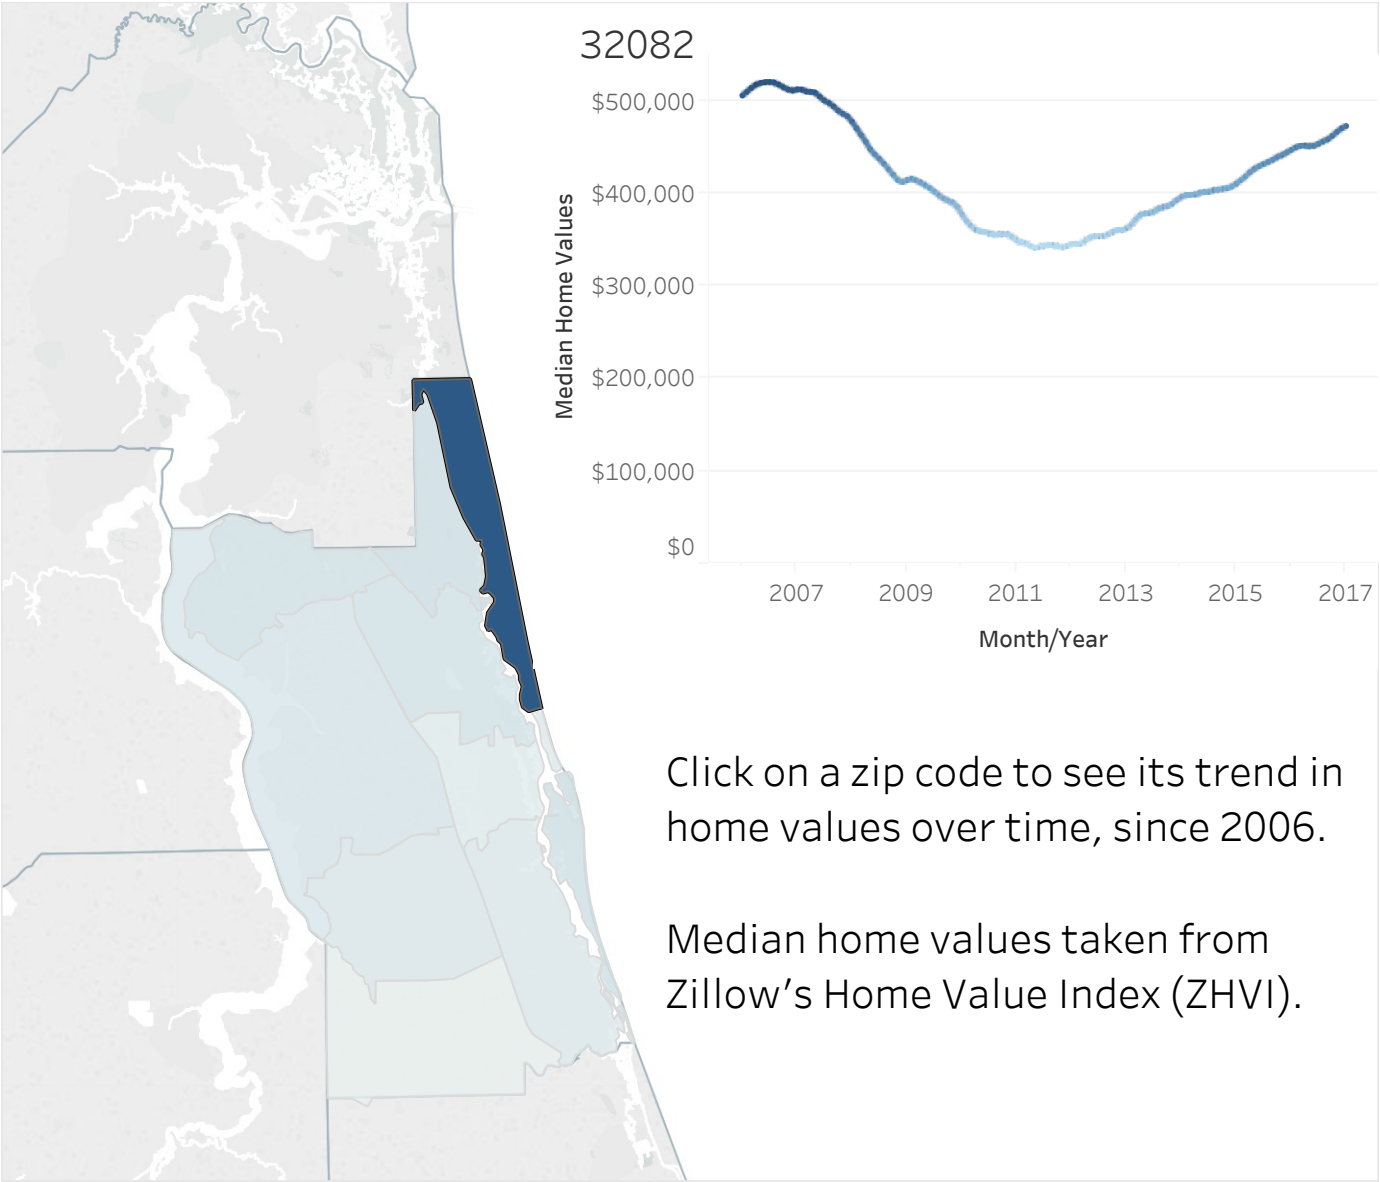 32082
$500,000
$400,000
$300,000
$200,000
$100,000
$0
Median Home Values
2007 2009 2011 2013 2015 2017
Month/Year
Click on a zip code to see its trend in
home values over time, since 2006.
Median home values taken from
Zillow's Home Value Index (ZHVI).